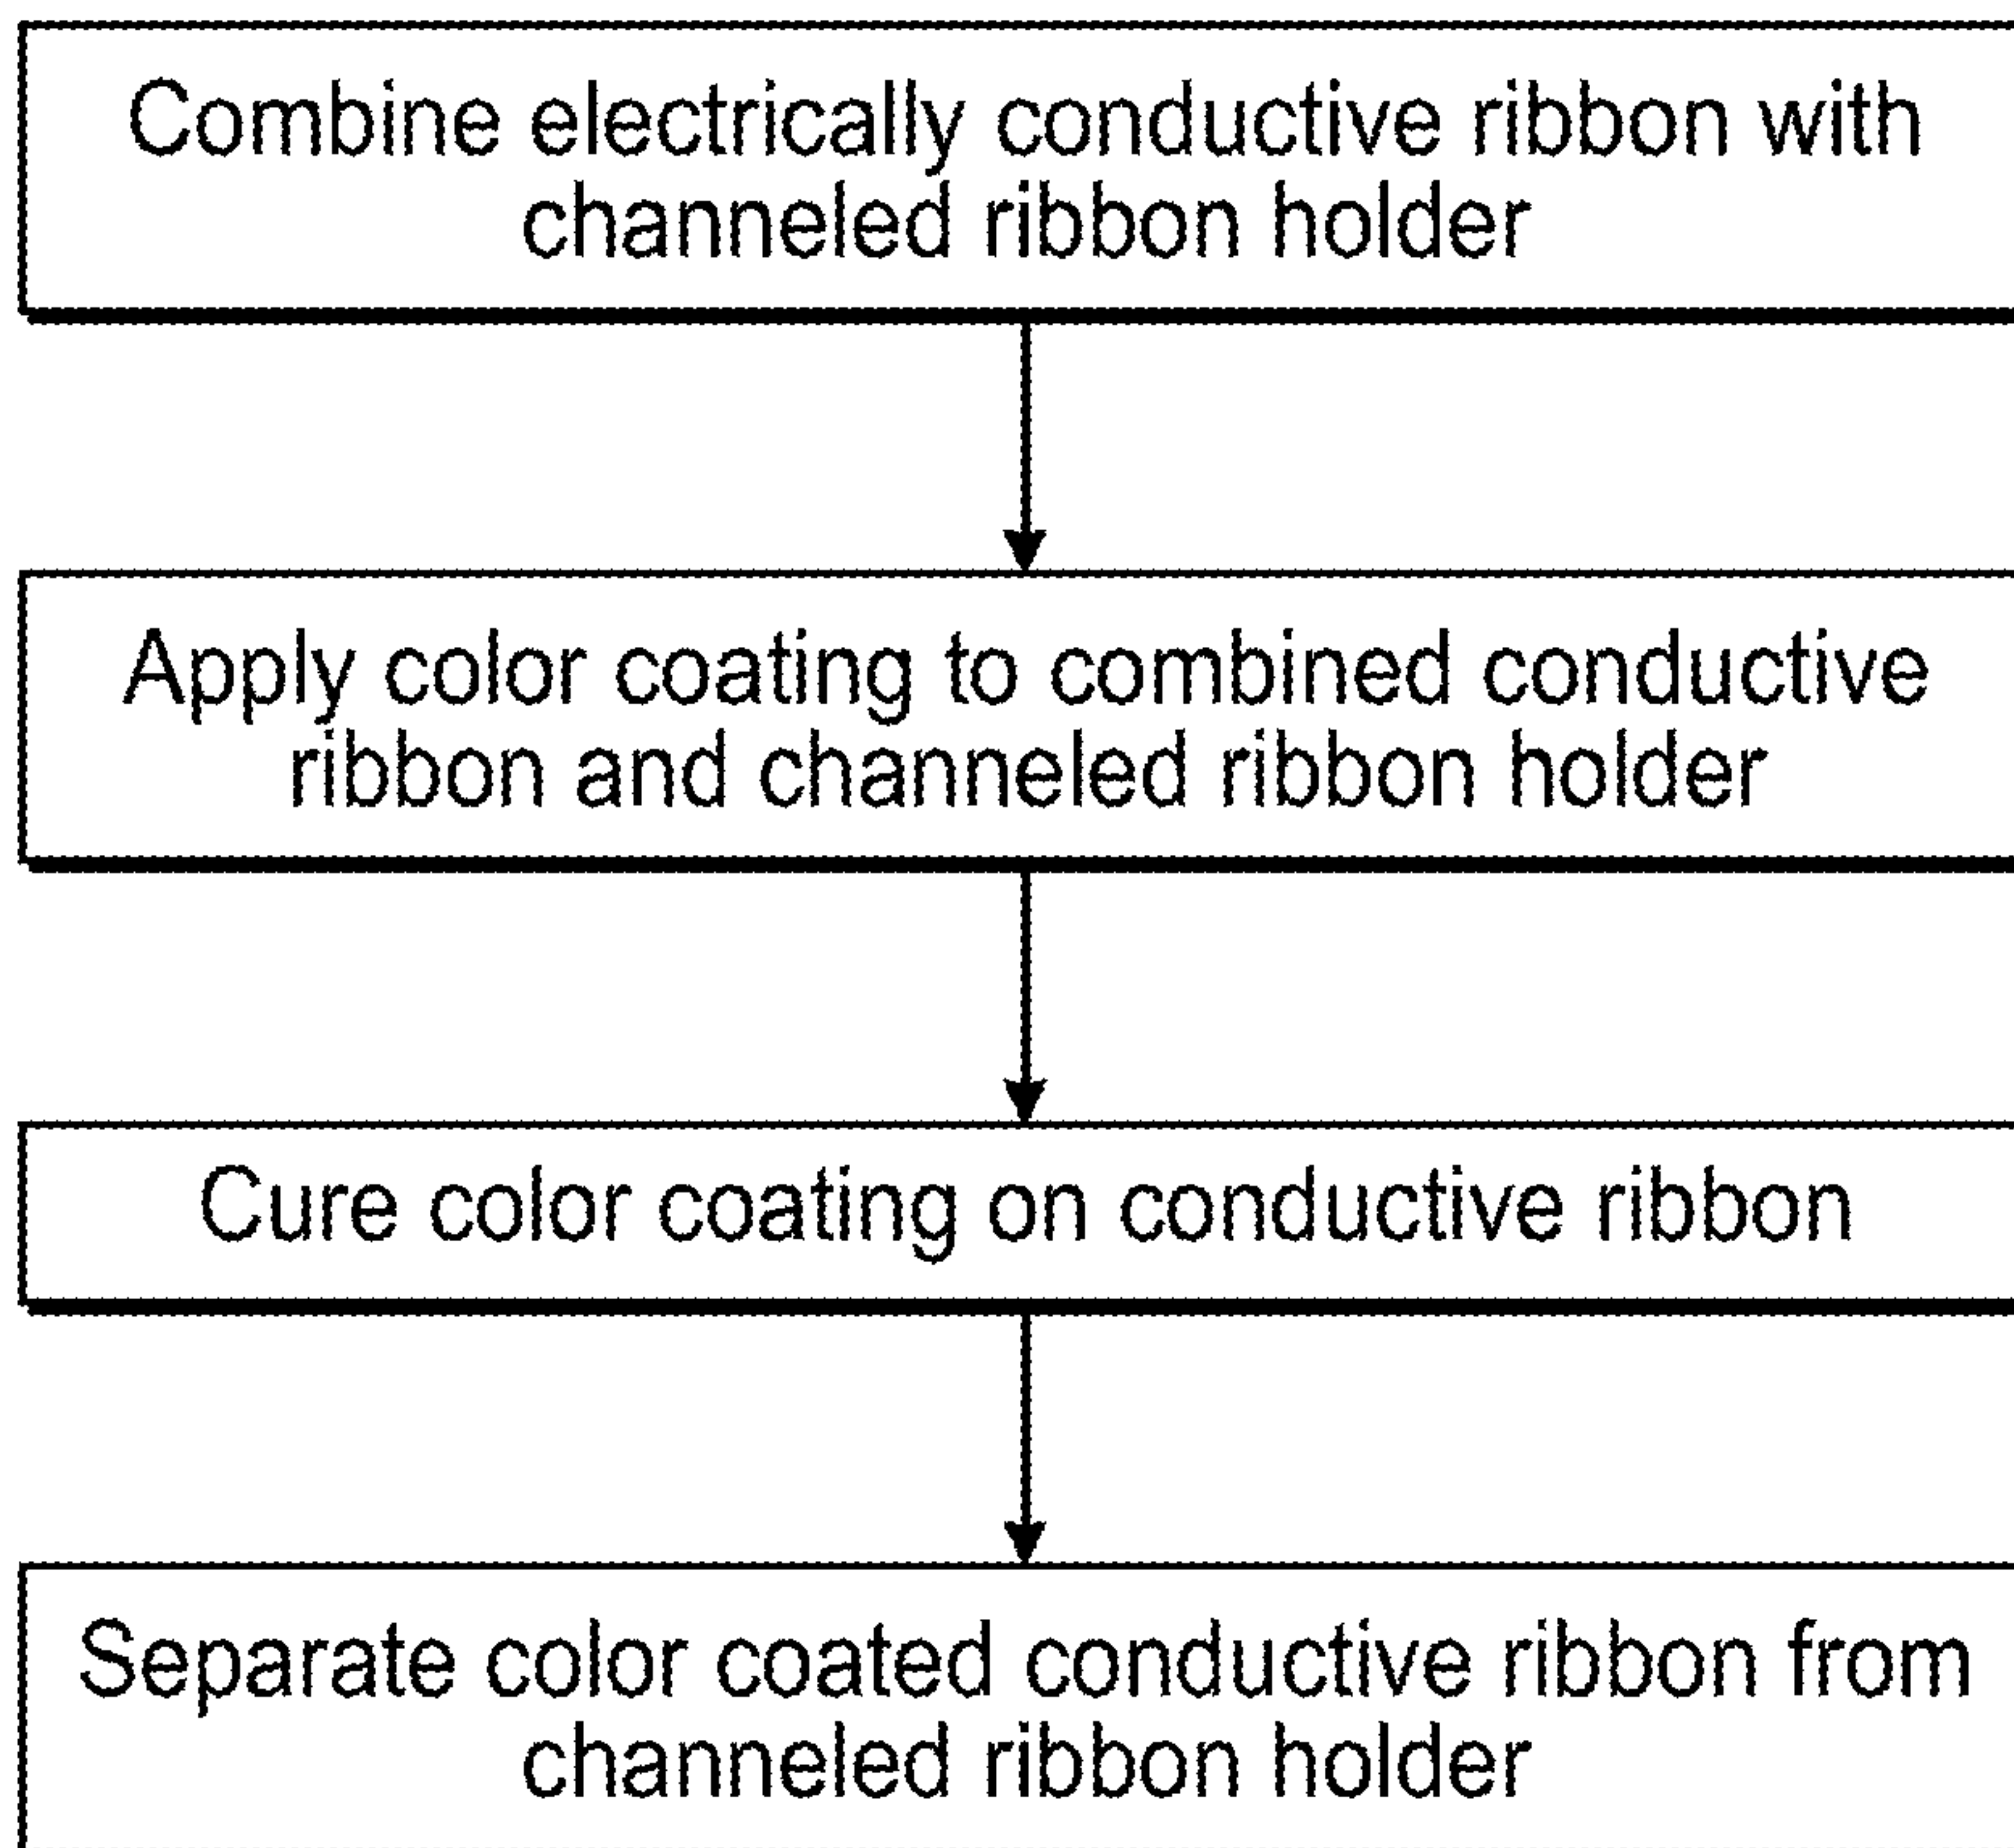 Combine electrically conductive ribbon with
channeled ribbon holder
Apply color coating to combined conductive
ribbon and channeled ribbon holder
Cure color coating on conductive ribbon
Separate color coated conductive ribbon from
channeled ribbon holder